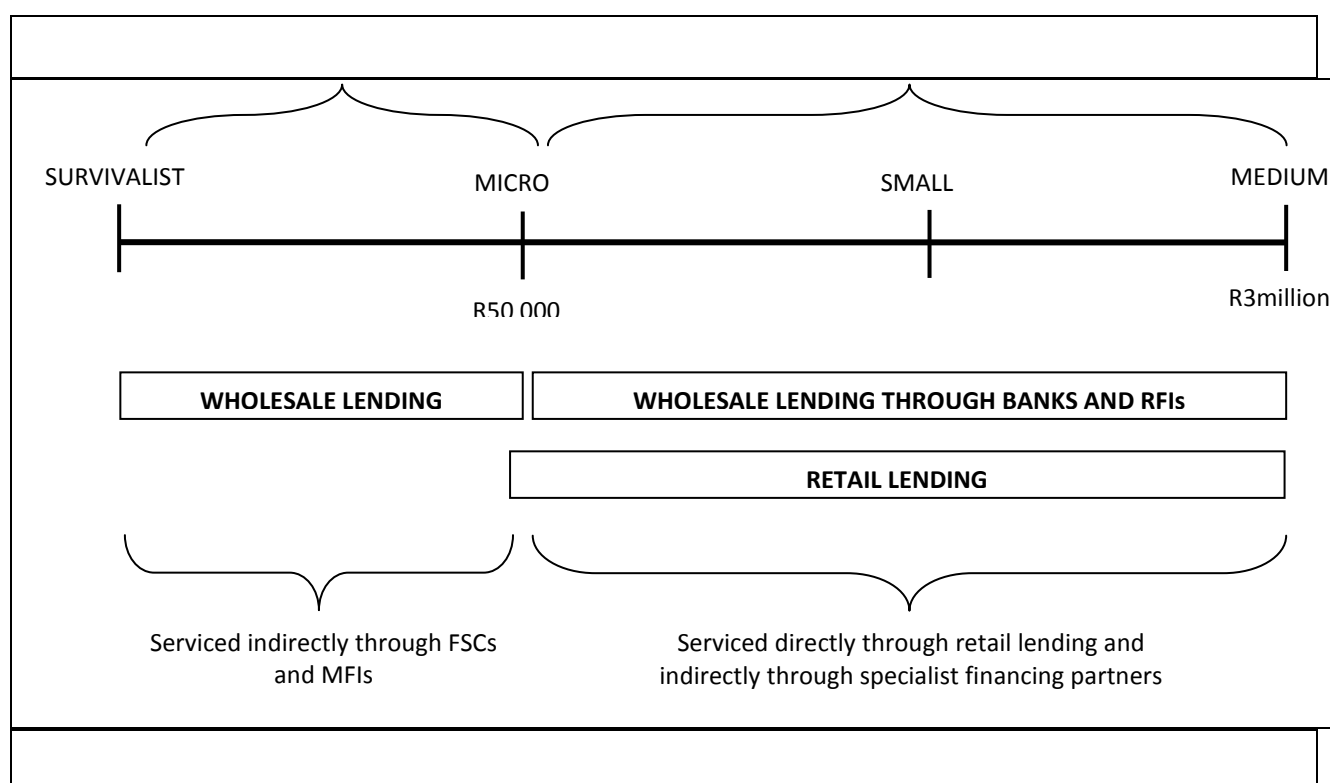 SURVIVALIST
MICRO
SMALL
MEDIUM
R50 000
R3million
WHOLESALE LENDING
WHOLESALE LENDING THROUGH BANKS AND RFIs
RETAIL LENDING
Serviced indirectly through FSCs
and MFIs
Serviced directly through retail lending and
indirectly through specialist financing partners